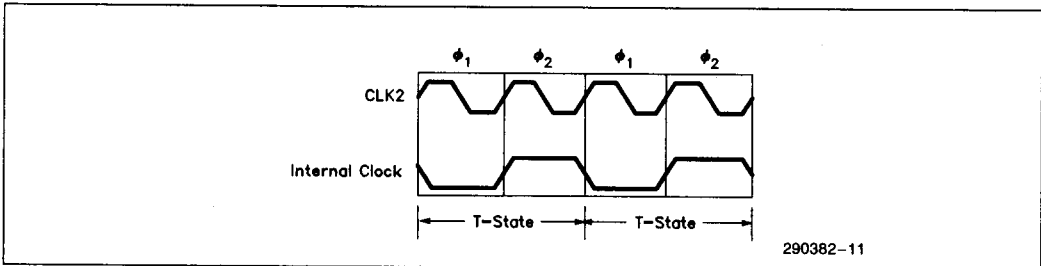 ϕ1 ϕ2 ϕ1 ϕ2
CLK2
Internal Clock
T-State T-State
290382-11